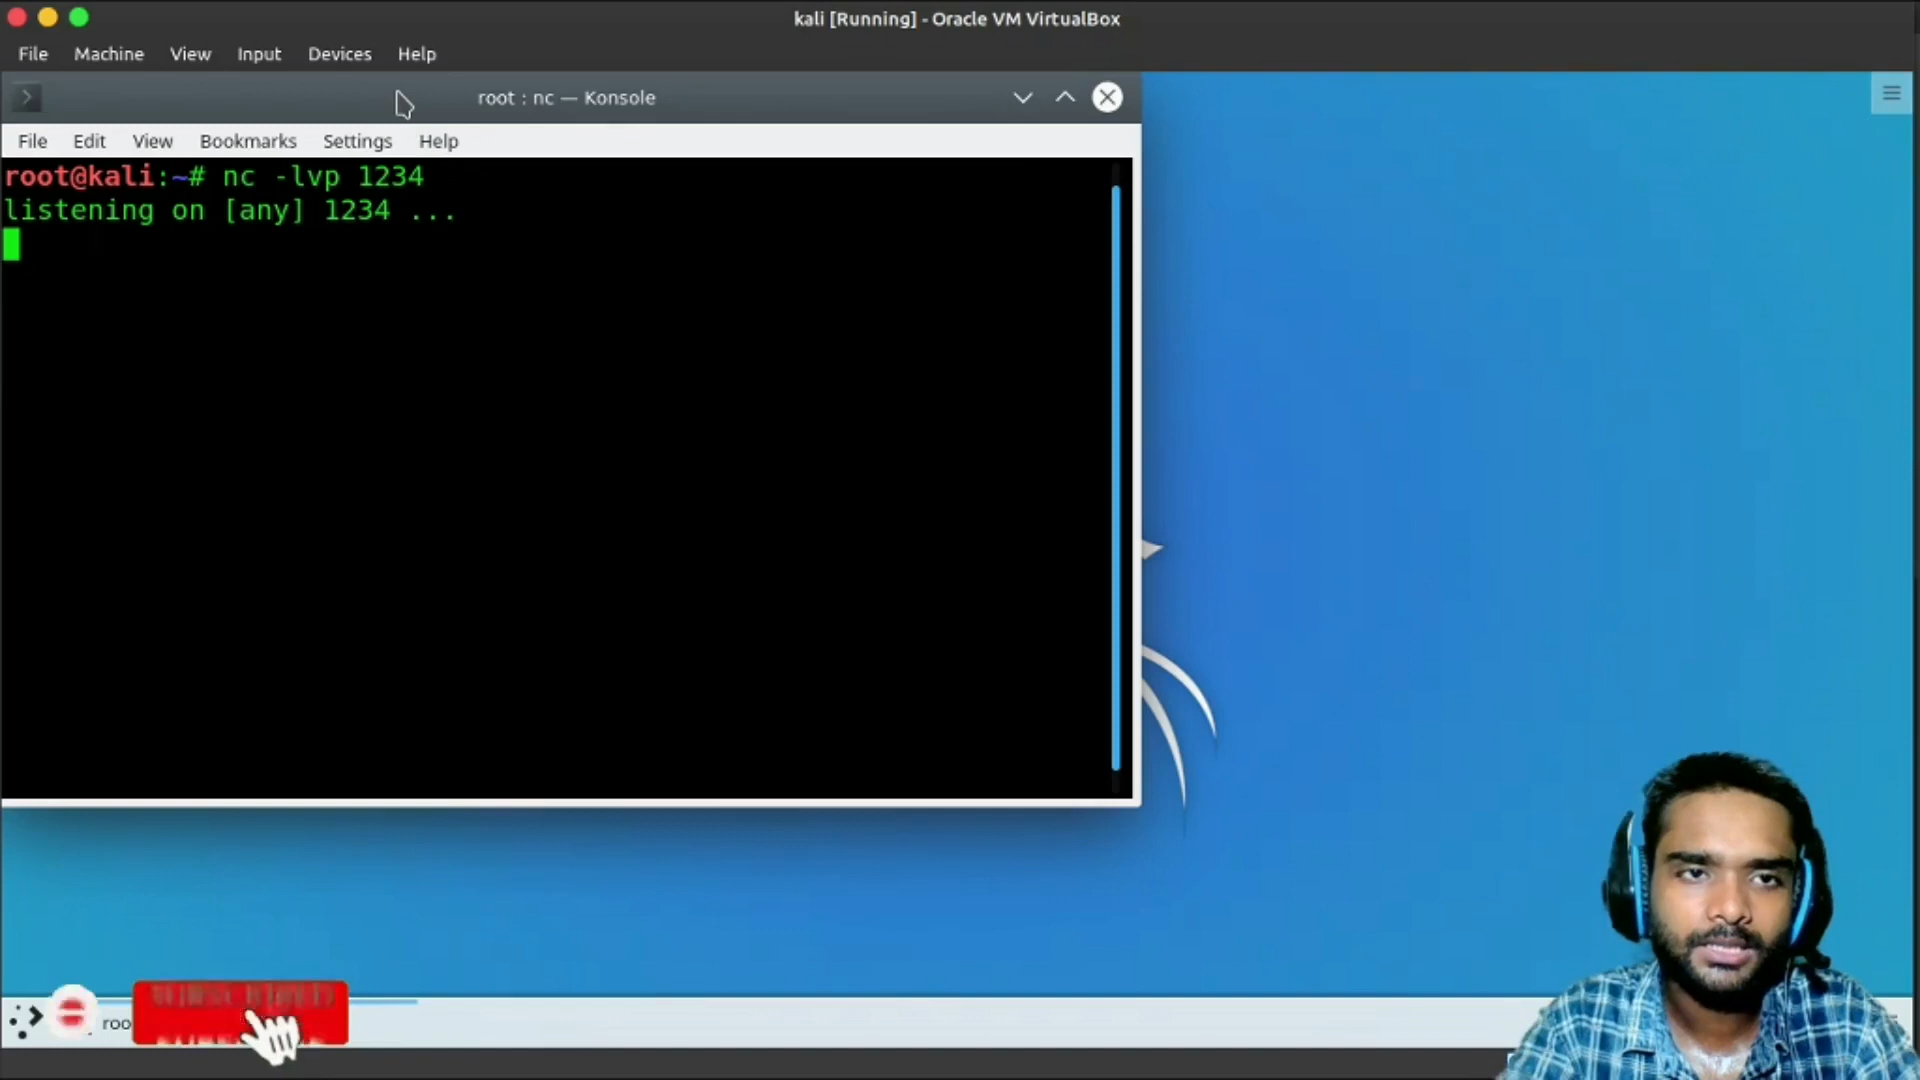 kali [Running] - Oracle VM VirtualBox
File Machine View Input Devices Help
root : nc — Konsole
File Edit View Bookmarks Settings Help
root@kali:~# nc -lvp 1234
listening on [any] 1234 ...
roo